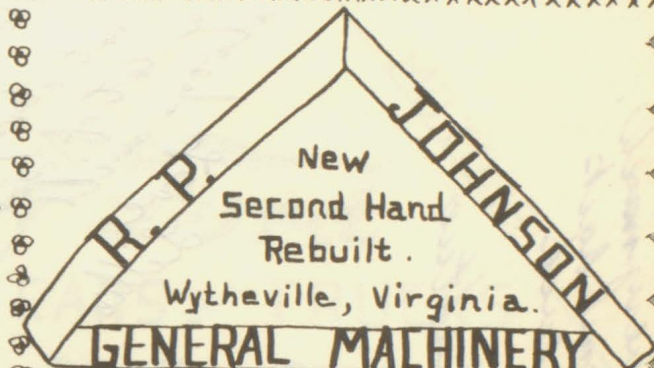 R. P. JOHNSON
New
Second Hand
Rebuilt.
Wytheville, Virginia.
GENERAL MACHINERY